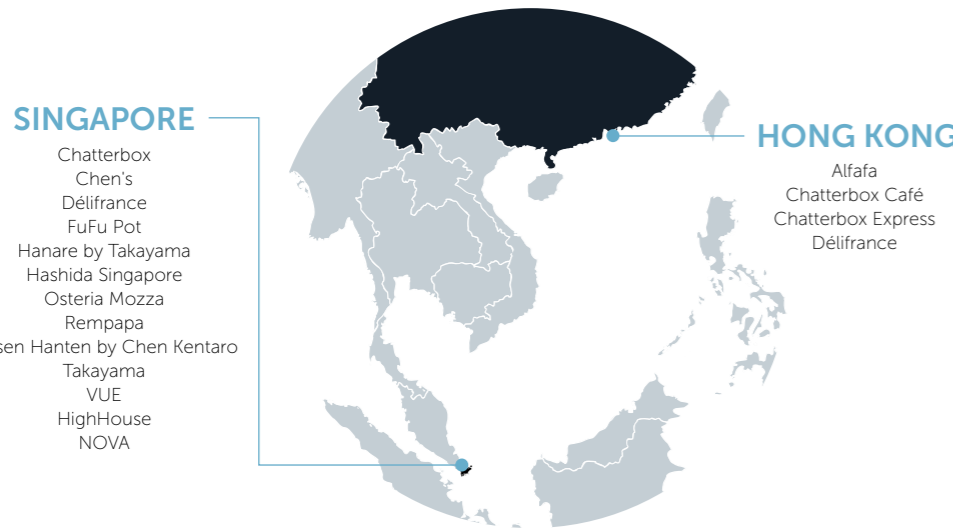 SINGAPORE
Chatterbox
Chen's
Délifrance
FuFu Pot
Hanare by Takayama
Hashida Singapore
Osteria Mozza
Rempapa
Hanten by Chen Kentaro
Takayama
VUE
HighHouse
NOVA
HONG KONG
Alfafa
Chatterbox Café
Chatterbox Express
Délifrance